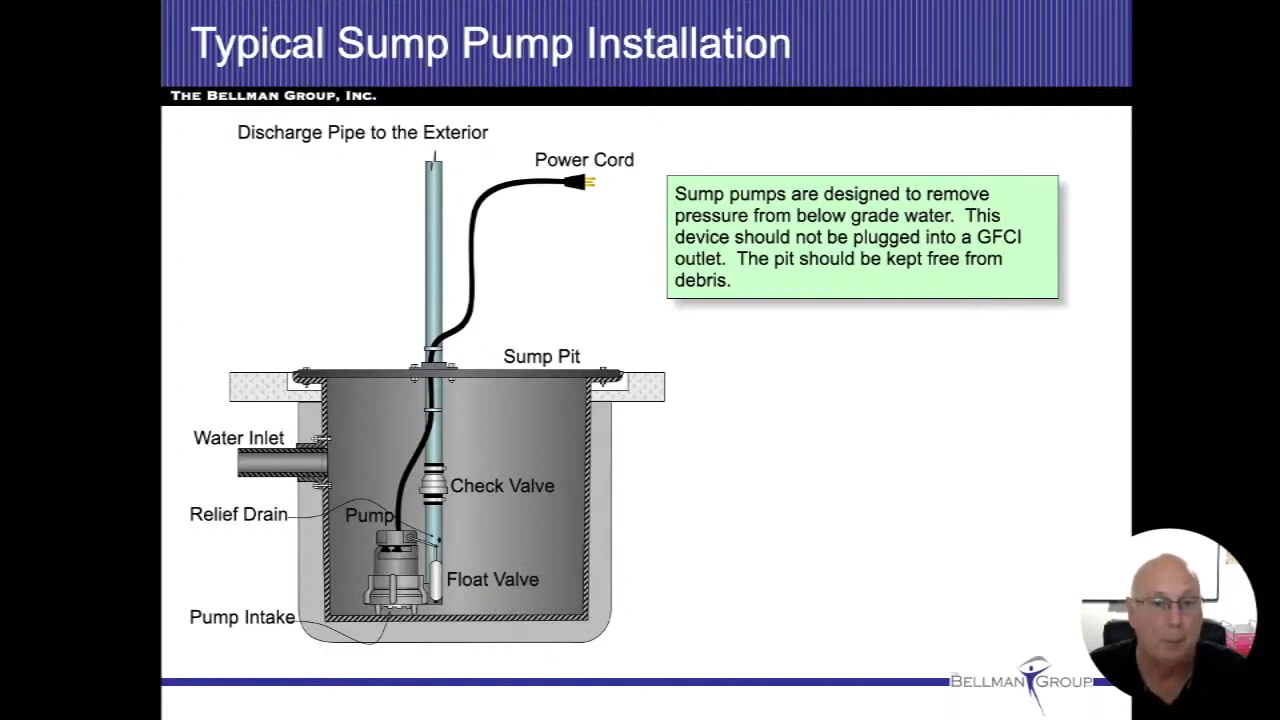 Typical Sump Pump Installation
THE BELLMAN GROUP, INC.
Discharge Pipe to the Exterior
Power Cord
Sump pumps are designed to remove
pressure from below grade water. This
device should not be plugged into a GFCI
outlet. The pit should be kept free from
debris.
Sump Pit
Water Inlet
Check Valve
Relief Drain
Pump
Float Valve
Pump Intake
THE BELLMAN GROUP, INC.